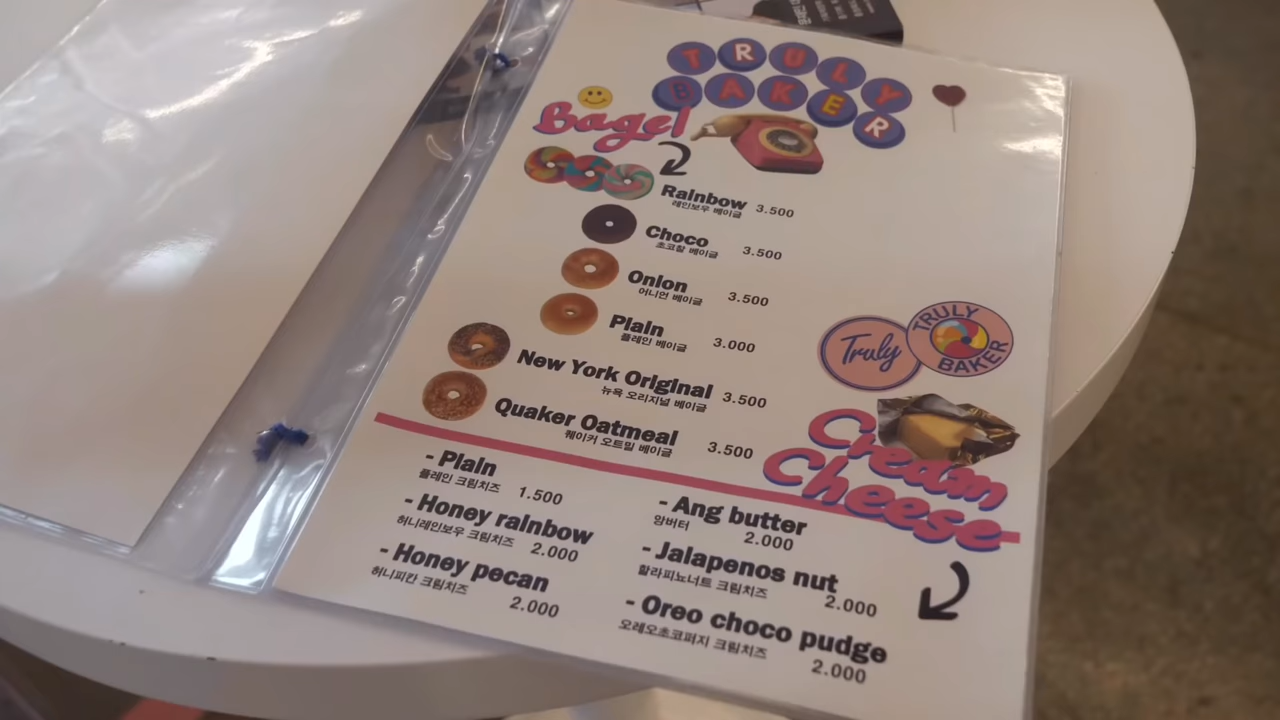 TRULY
BAKER
Bagel
Rainbow 3.500
레인보우 베이글
Choco 3.500
초코찰 베이글
Onion 3.500
어니언 베이글
Plain 3.000
플레인 베이글
New York Original 3.500
뉴욕 오리지널 베이글
Quaker Oatmeal 3.500
퀘이커 오트밀 베이글
Truly
TRULY
BAKER
Cream
Cheese
- Plain
플레인 크림치즈 1.500
- Honey rainbow
허니레인보우 크림치즈 2.000
- Honey pecan
허니피칸 크림치즈
2.000
- Ang butter
앙버터
2.000
- Jalapenos nut
할라피뇨너트 크림치즈
2.000
- Oreo choco pudge
오레오초코퍼지 크림치즈
2.000